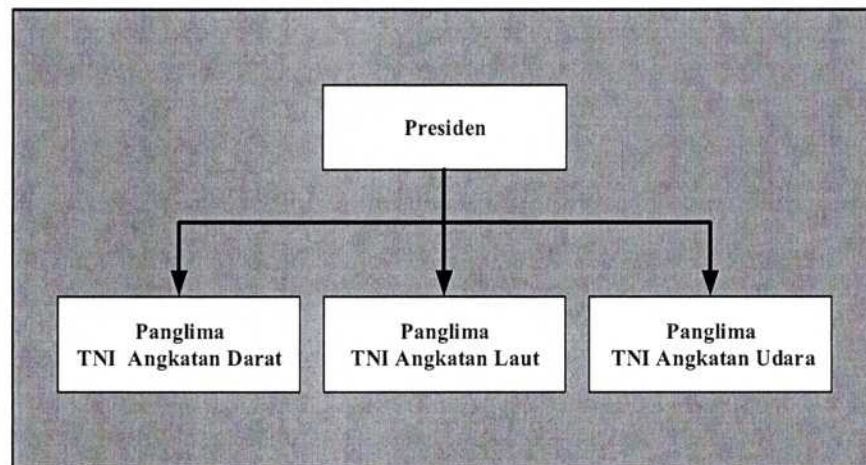 Presiden
Panglima
TNI Angkatan Darat
Panglima
TNI Angkatan Laut
Panglima
TNI Angkatan Udara